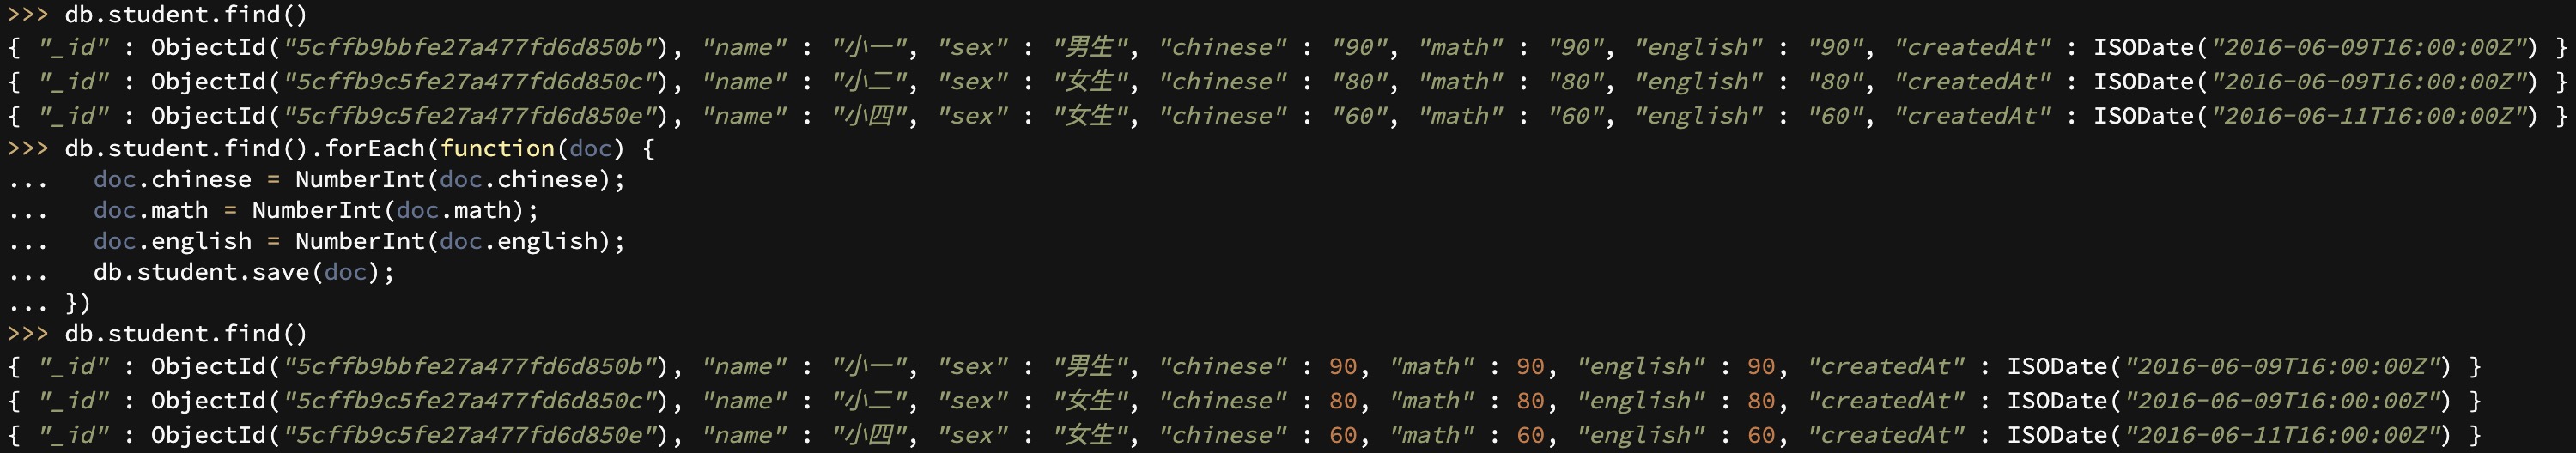 >>> db.student.find()
{ "_id" : ObjectId("5cffb9bbfe27a477fd6d850b"), "name" : "小一", "sex" : "男生", "chinese" : "90", "math" : "90", "english" : "90", "createdAt" : ISODate("2016-06-09T16:00:00Z") }
{ "_id" : ObjectId("5cffb9c5fe27a477fd6d850c"), "name" : "小二", "sex" : "女生", "chinese" : "80", "math" : "80", "english" : "80", "createdAt" : ISODate("2016-06-09T16:00:00Z") }
{ "_id" : ObjectId("5cffb9c5fe27a477fd6d850e"), "name" : "小四", "sex" : "女生", "chinese" : "60", "math" : "60", "english" : "60", "createdAt" : ISODate("2016-06-11T16:00:00Z") }
>>> db.student.find().forEach(function(doc) {
...   doc.chinese = NumberInt(doc.chinese);
...   doc.math = NumberInt(doc.math);
...   doc.english = NumberInt(doc.english);
...   db.student.save(doc);
... })
>>> db.student.find()
{ "_id" : ObjectId("5cffb9bbfe27a477fd6d850b"), "name" : "小一", "sex" : "男生", "chinese" : 90, "math" : 90, "english" : 90, "createdAt" : ISODate("2016-06-09T16:00:00Z") }
{ "_id" : ObjectId("5cffb9c5fe27a477fd6d850c"), "name" : "小二", "sex" : "女生", "chinese" : 80, "math" : 80, "english" : 80, "createdAt" : ISODate("2016-06-09T16:00:00Z") }
{ "_id" : ObjectId("5cffb9c5fe27a477fd6d850e"), "name" : "小四", "sex" : "女生", "chinese" : 60, "math" : 60, "english" : 60, "createdAt" : ISODate("2016-06-11T16:00:00Z") }